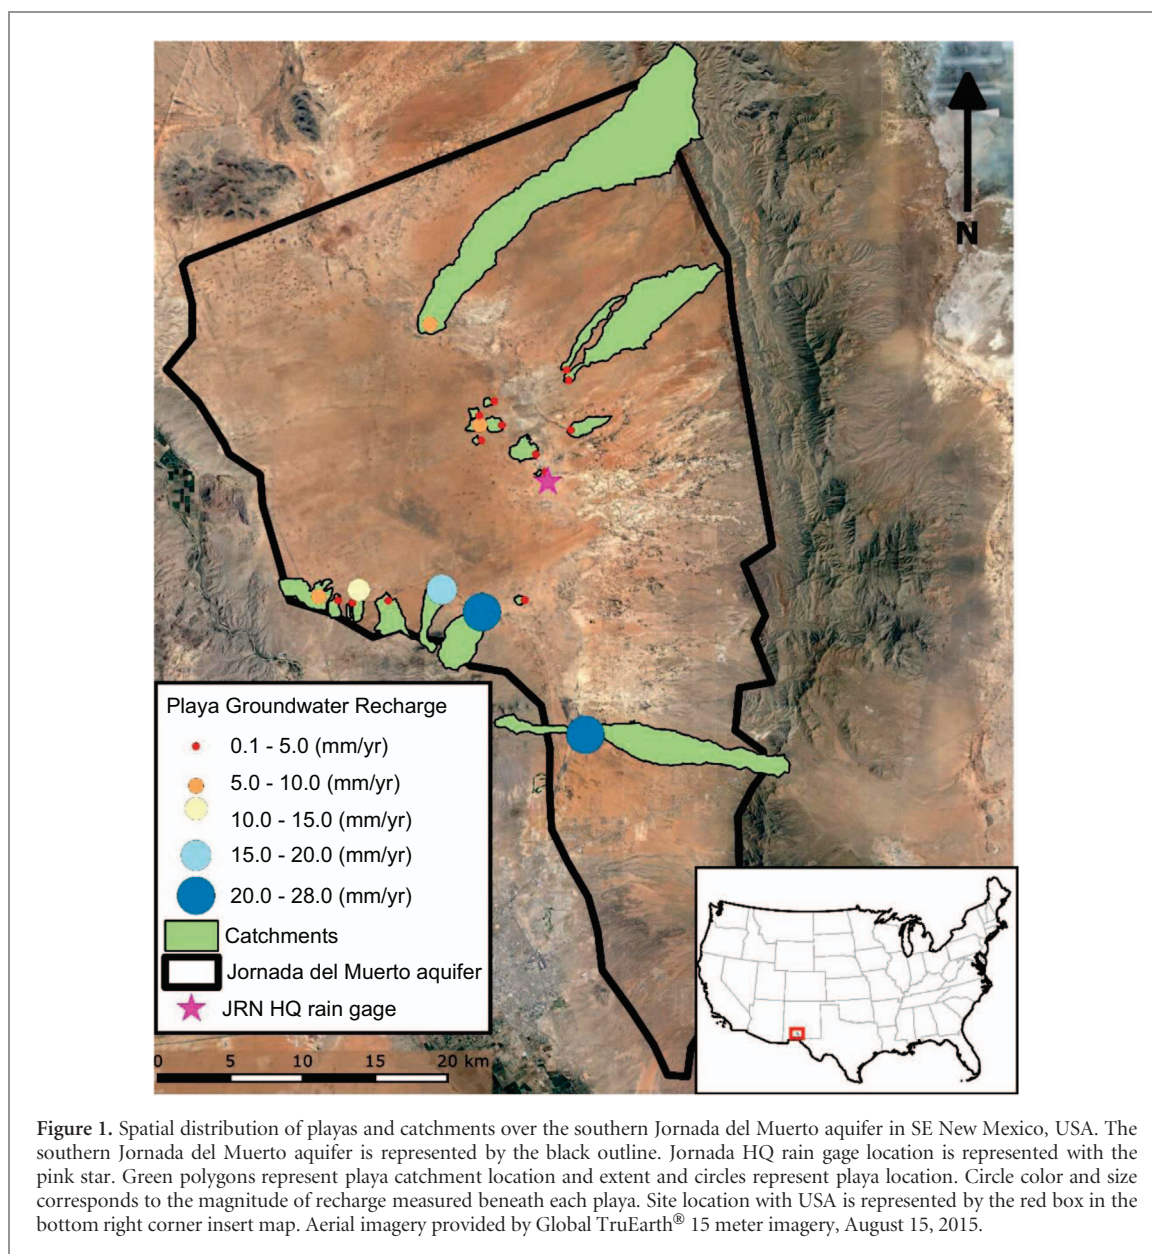 N
Playa Groundwater Recharge
0.1 - 5.0 (mm/yr)
5.0 - 10.0 (mm/yr)
10.0 - 15.0 (mm/yr)
15.0 - 20.0 (mm/yr)
20.0 - 28.0 (mm/yr)
Catchments
Jornada del Muerto aquifer
JRN HQ rain gage
0 5 10 15 20 km
Figure 1. Spatial distribution of playas and catchments over the southern Jornada del Muerto aquifer in SE New Mexico, USA. The
southern Jornada del Muerto aquifer is represented by the black outline. Jornada HQ rain gage location is represented with the
pink star. Green polygons represent playa catchment location and extent and circles represent playa location. Circle color and size
corresponds to the magnitude of recharge measured beneath each playa. Site location with USA is represented by the red box in the
bottom right corner insert map. Aerial imagery provided by Global TruEarth® 15 meter imagery, August 15, 2015.